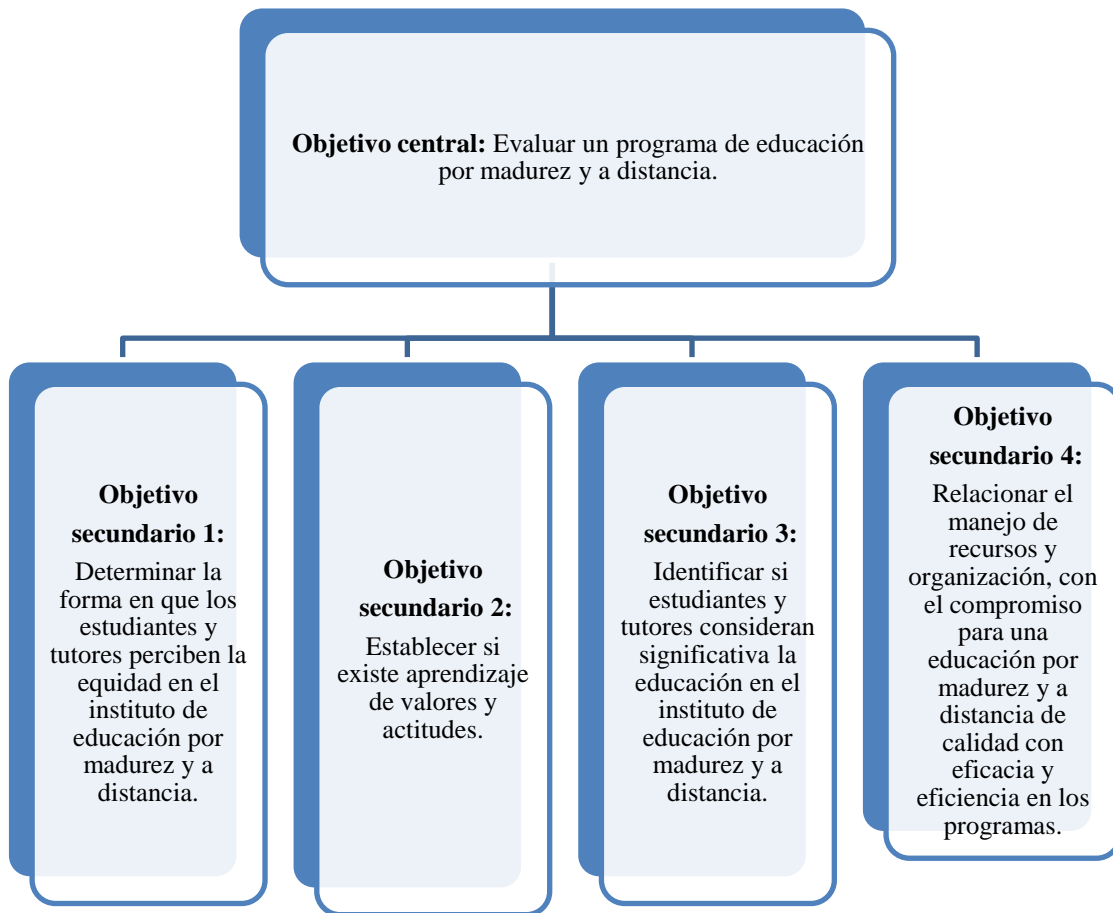 Objetivo central: Evaluar un programa de educación
por madurez y a distancia.
Objetivo
secundario 1:
Determinar la
forma en que los
estudiantes y
tutores perciben la
equidad en el
instituto de
educación por
madurez y a
distancia.
Objetivo
secundario 2:
Establecer si
existe aprendizaje
de valores y
actitudes.
Objetivo
secundario 3:
Identificar si
estudiantes y
tutores consideran
significativa la
educación en el
instituto de
educación por
madurez y a
distancia.
Objetivo
secundario 4:
Relacionar el
manejo de
recursos y
organización, con
el compromiso
para una
educación por
madurez y a
distancia de
calidad con
eficacia y
eficiencia en los
programas.